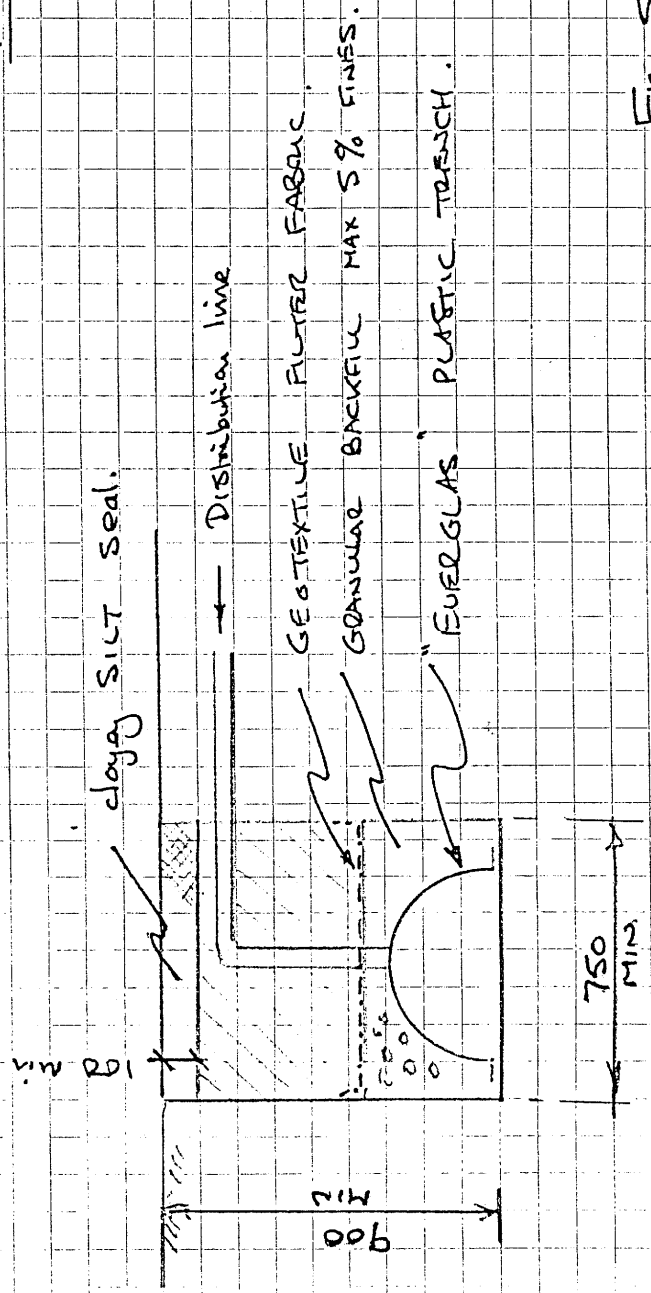 clayey SILT seal.
100 min
Distribution line
GEOTEXTILE FILTER FABRIC.
GRANULAR BACKFILL MAX 5% FINES.
"EVERGLAS" PLASTIC TRENCH.
900
MIN
750
MIN